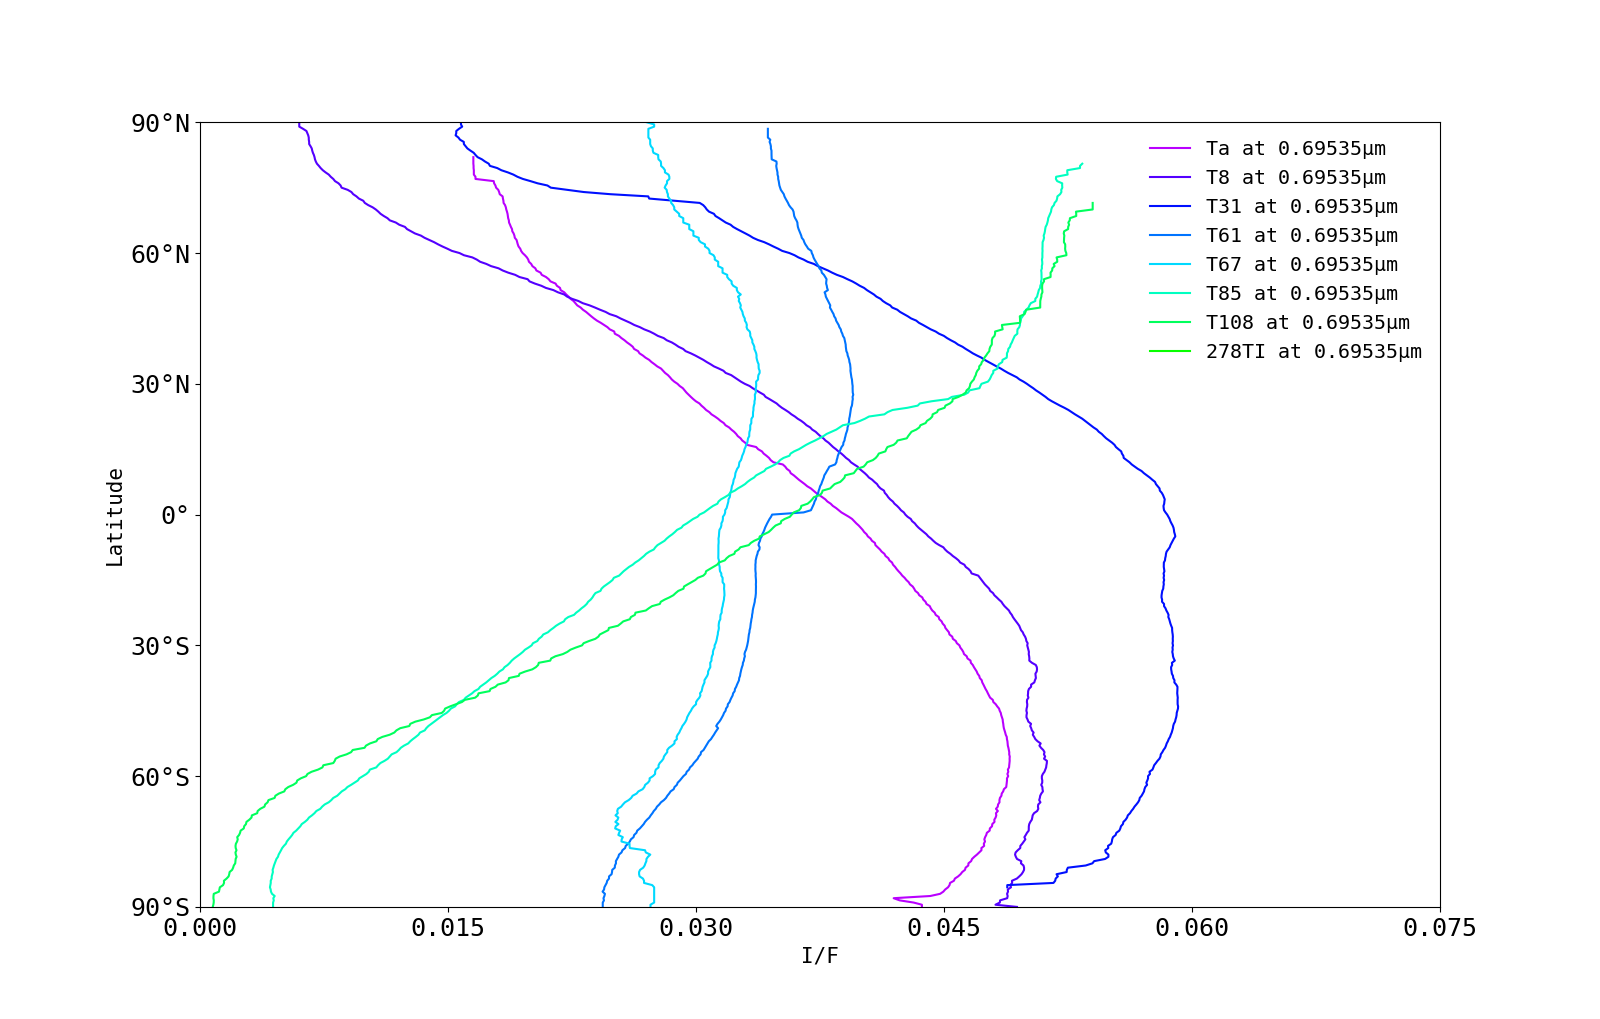 90°N
60°N
30°N
0°
30°S
60°S
90°S
Latitude
0.000
0.015
0.030
0.045
0.060
0.075
I/F
Ta at 0.69535µm
T8 at 0.69535µm
T31 at 0.69535µm
T61 at 0.69535µm
T67 at 0.69535µm
T85 at 0.69535µm
T108 at 0.69535µm
278TI at 0.69535µm